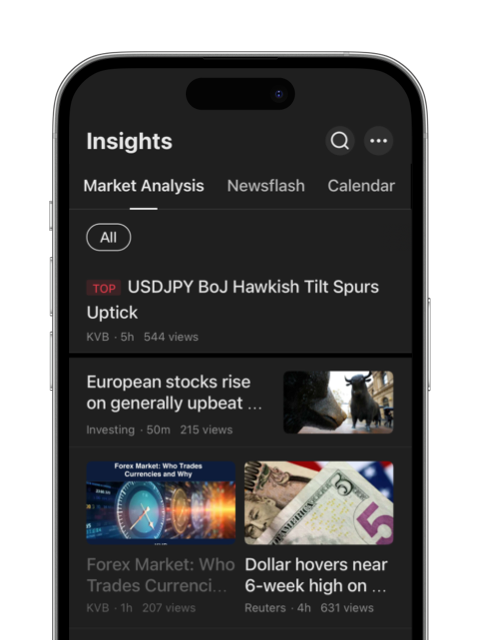 Insights
Market Analysis Newsflash Calendar
All
TOP USDJPY BoJ Hawkish Tilt Spurs
Uptick
KVB · 5h 544 views
European stocks rise
on generally upbeat ...
Investing · 50m 215 views
Forex Market: Who Trades
Currencies and Why
Forex Market: Who
Trades Currenci...
KVB · 1h 207 views
5
Dollar hovers near
6-week high on ...
Reuters · 4h 631 views